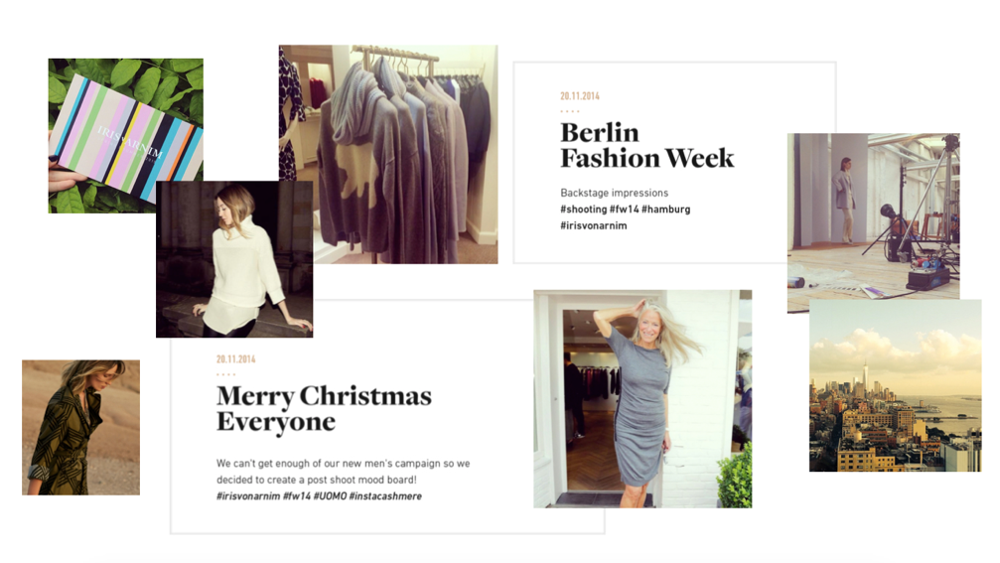 IRIS VON ARNIM
20.11.2014
Berlin
Fashion Week
Backstage impressions
#shooting #fw14 #hamburg
#irisvonarnim
20.11.2014
Merry Christmas
Everyone
We can't get enough of our new men's campaign so we
decided to create a post shoot mood board!
#irisvonarnim #fw14 #UOMO #instacashmere